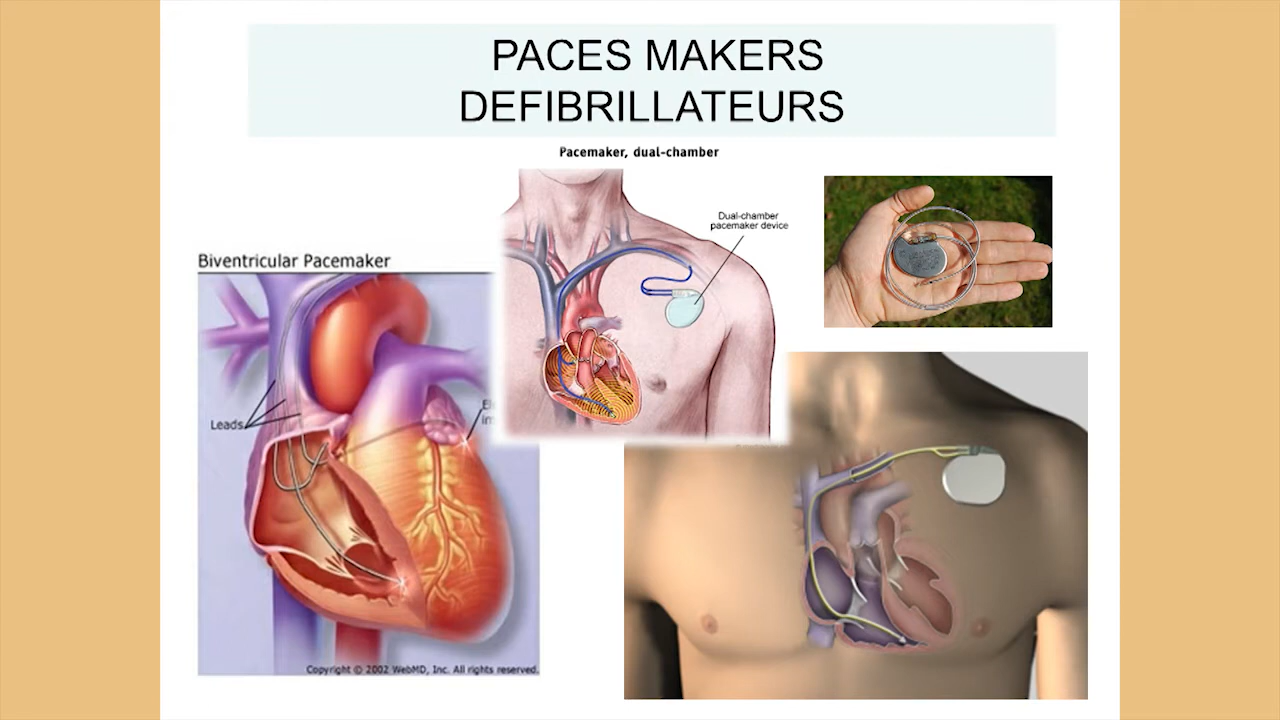 PACES MAKERS
DEFIBRILLATEURS
Pacemaker, dual-chamber
Dual-chamber
pacemaker device
Biventricular Pacemaker
Leads
Copyright © 2002 WebMD, Inc. All rights reserved.